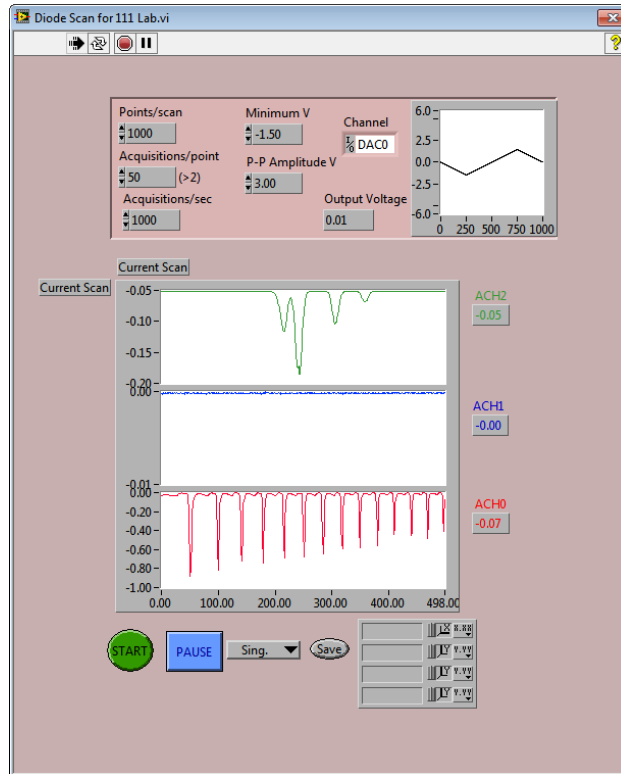 Diode Scan for 111 Lab.vi
?
Points/scan
1000
Minimum V
-1.50
Channel
I/O DAC0
Acquisitions/point
50 (>2)
P-P Amplitude V
3.00
Acquisitions/sec
1000
Output Voltage
0.01
6.0
2.5
0.0
-2.5
-6.0
0 250 500 750 1000
Current Scan
Current Scan
-0.05
-0.10
-0.15
-0.20
ACH2
-0.05
0.00
-0.01
ACH1
-0.00
0.00
-0.20
-0.40
-0.60
-0.80
-1.00
ACH0
-0.07
0.00 100.00 200.00 300.00 400.00 498.00
START
PAUSE
Sing.
Save
X 8.88
Y Y.YY
Y Y.YY
Y Y.YY